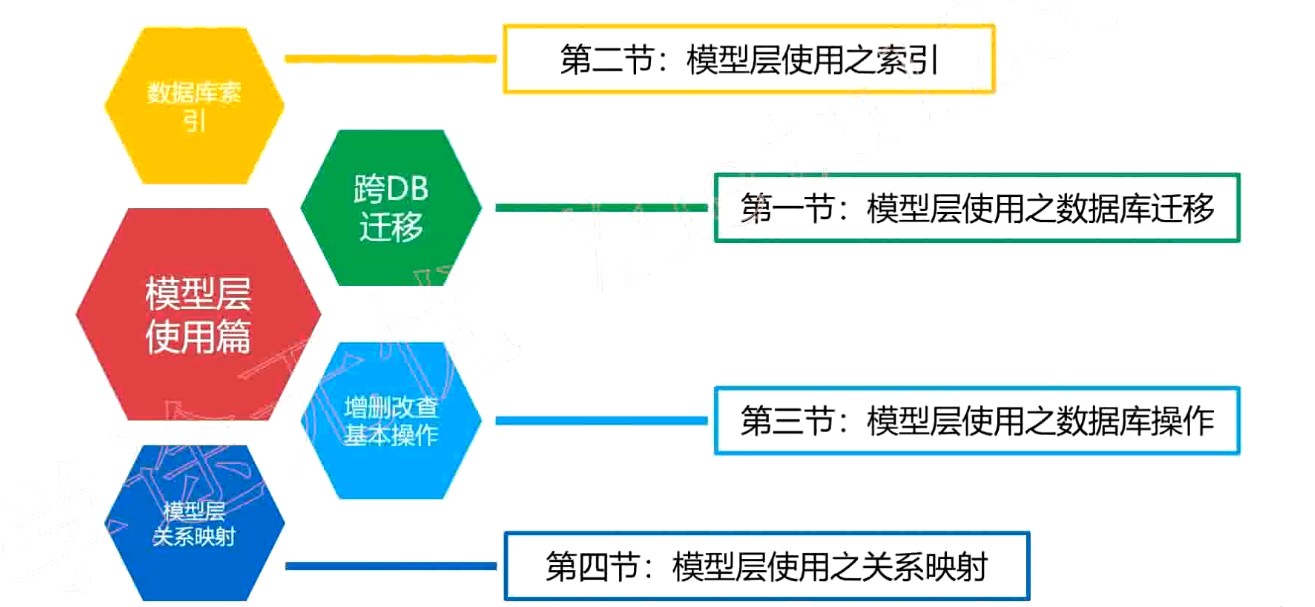 数据库索
引
第二节：模型层使用之索引
跨DB
迁移
第一节：模型层使用之数据库迁移
模型层
使用篇
增删改查
基本操作
第三节：模型层使用之数据库操作
模型层
关系映射
第四节：模型层使用之关系映射